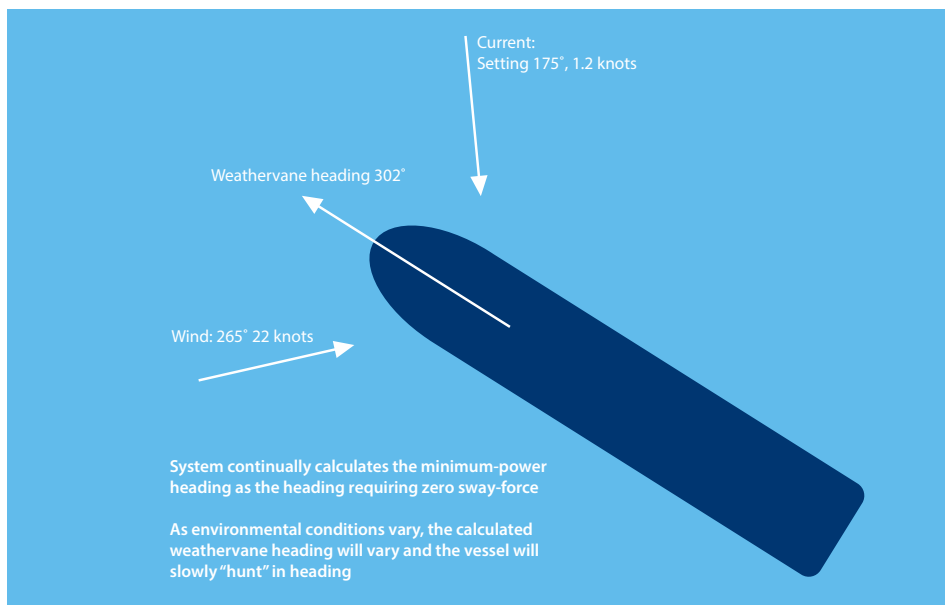 Current:
Setting 175˚, 1.2 knots
Weathervane heading 302˚
Wind: 265˚ 22 knots
System continually calculates the minimum-power
heading as the heading requiring zero sway-force
As environmental conditions vary, the calculated
weathervane heading will vary and the vessel will
slowly “hunt” in heading